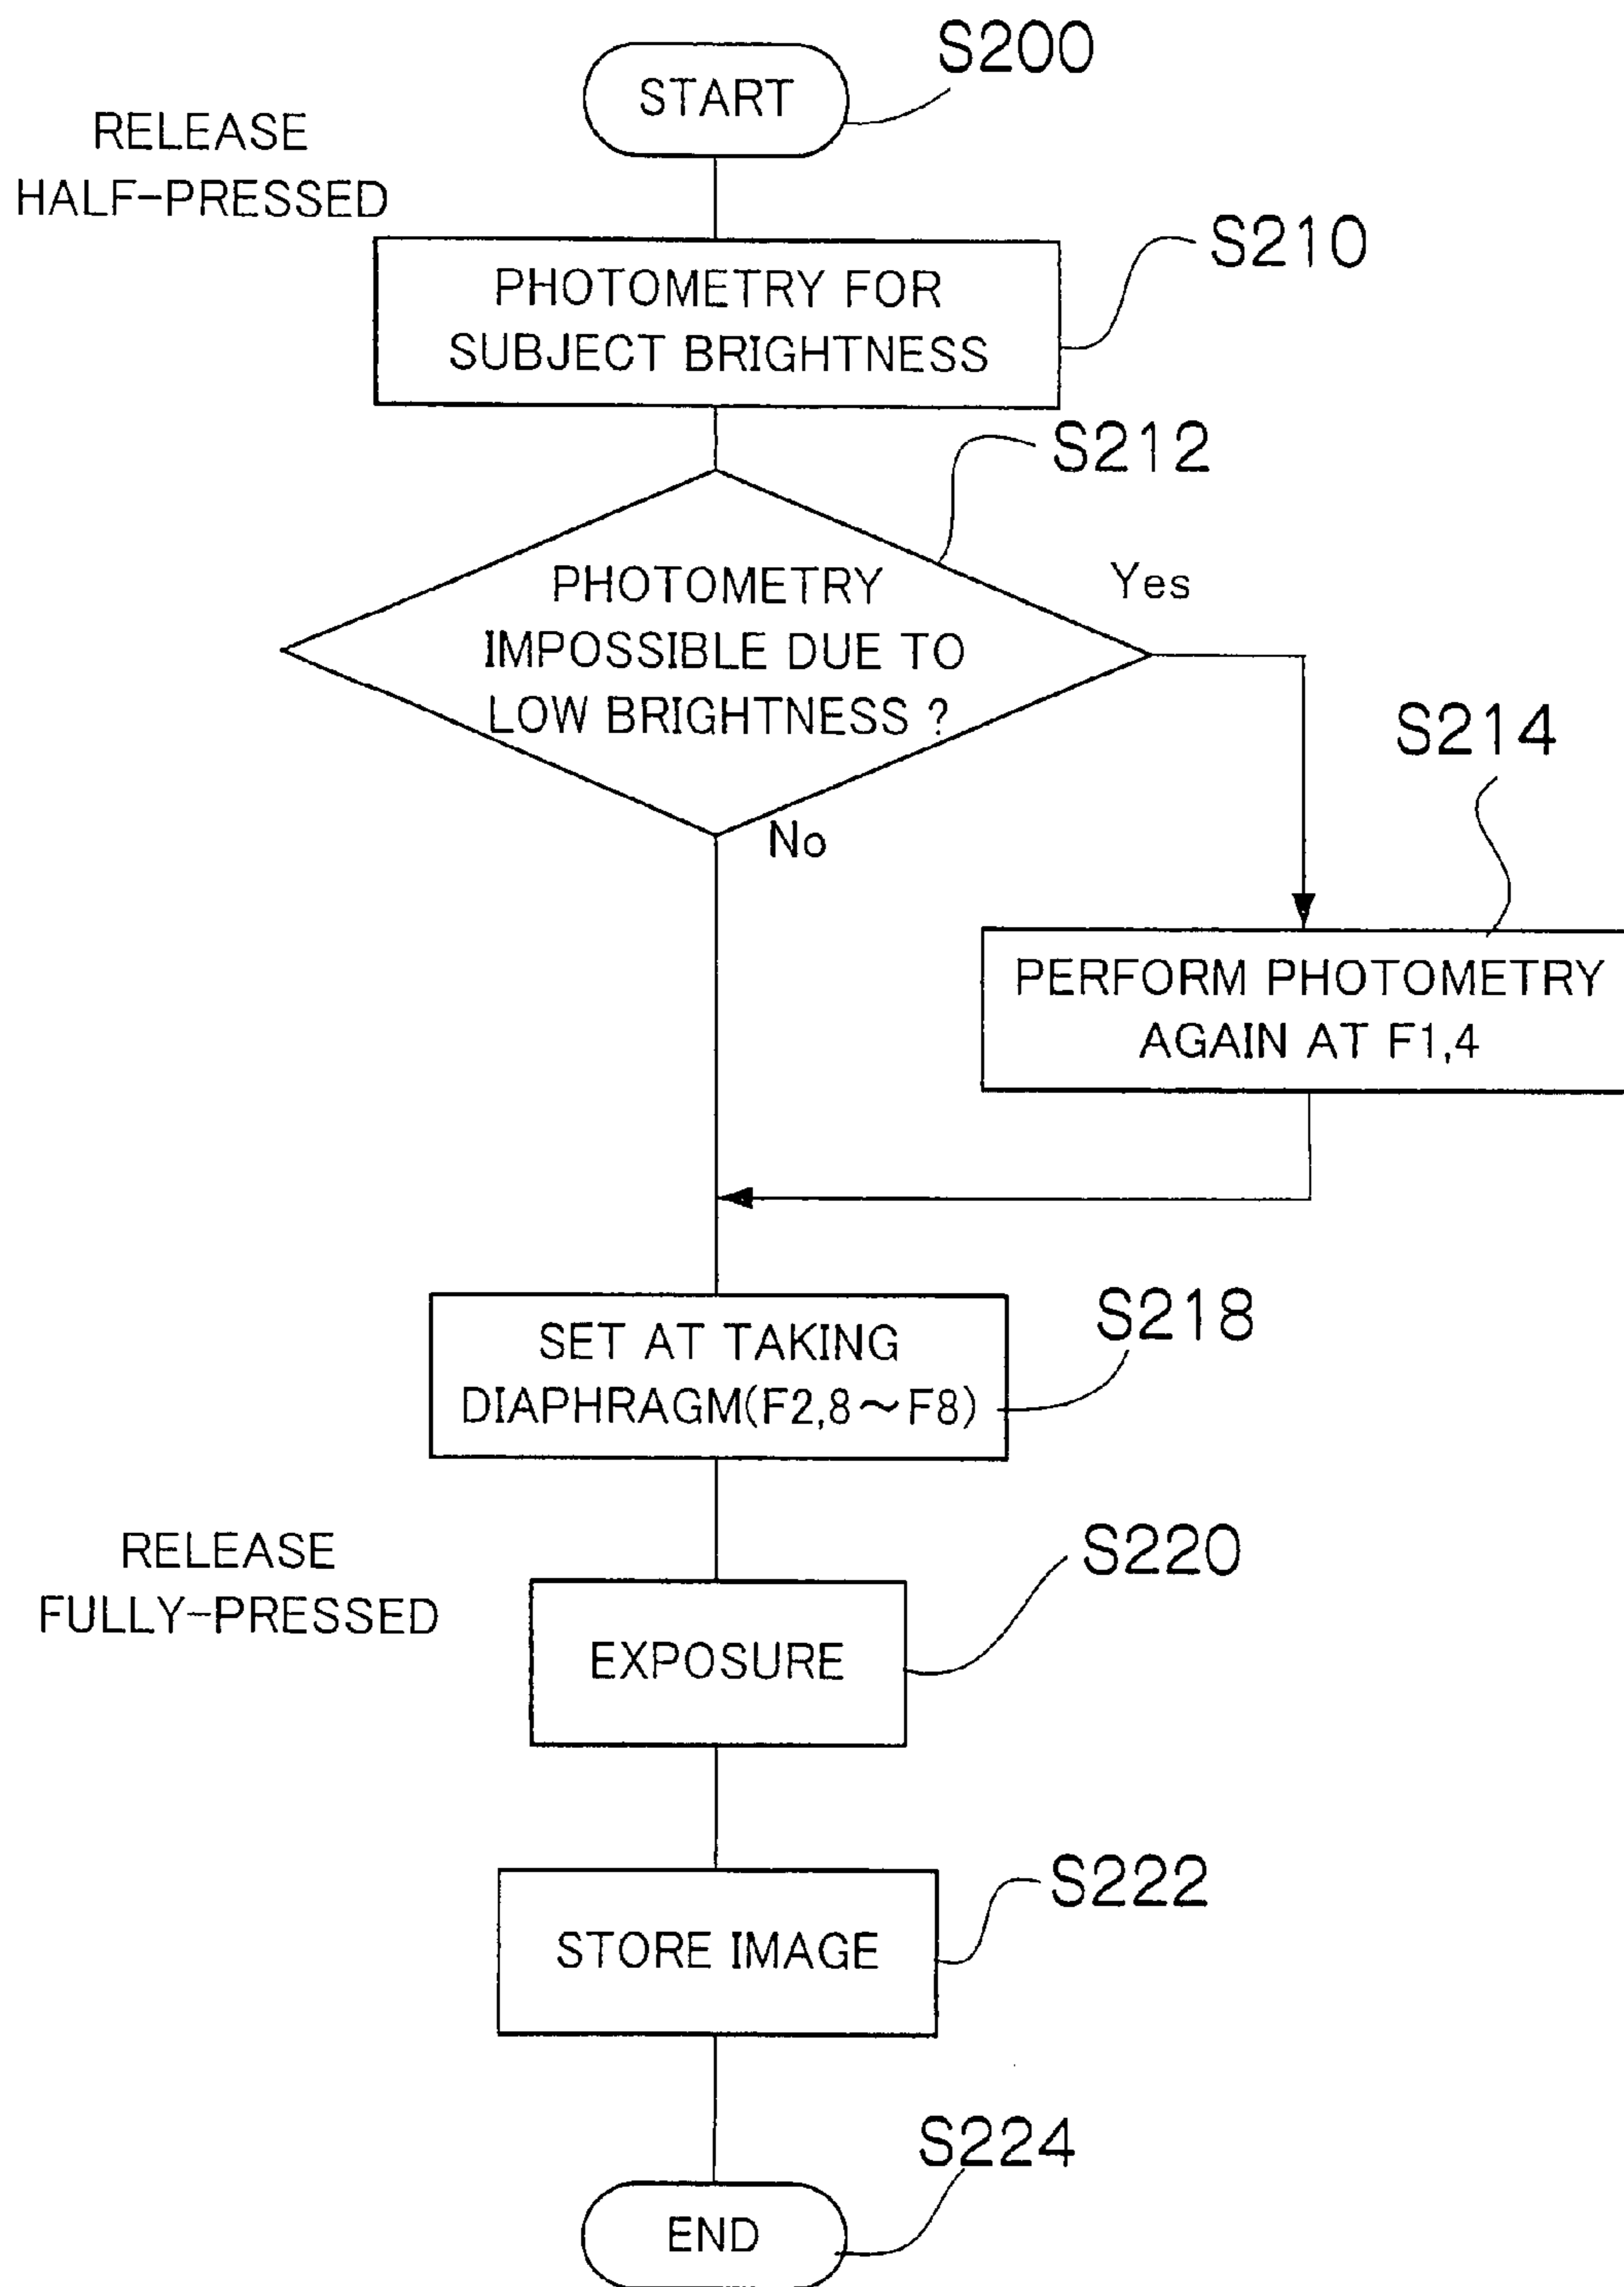 START
S200
RELEASE
HALF-PRESSED
PHOTOMETRY FOR
SUBJECT BRIGHTNESS
S210
S212
PHOTOMETRY
IMPOSSIBLE DUE TO
LOW BRIGHTNESS ?
Yes
No
S214
PERFORM PHOTOMETRY
AGAIN AT F1,4
SET AT TAKING
DIAPHRAGM(F2,8~F8)
S218
RELEASE
FULLY-PRESSED
S220
EXPOSURE
S222
STORE IMAGE
S224
END